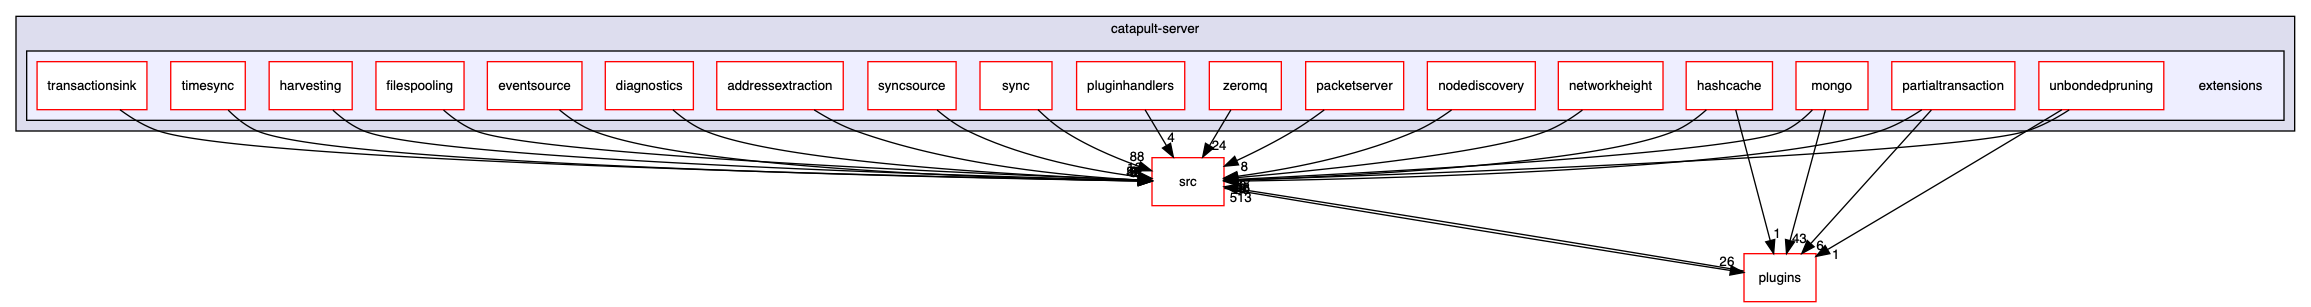 catapult-server
transactionsink
timesync
harvesting
filespooling
eventsource
diagnostics
addressextraction
syncsource
sync
pluginhandlers
zeromq
packetserver
nodediscovery
networkheight
hashcache
mongo
partialtransaction
unbondedpruning
extensions
4
24
88
8
src
513
1
43
6
1
26
plugins